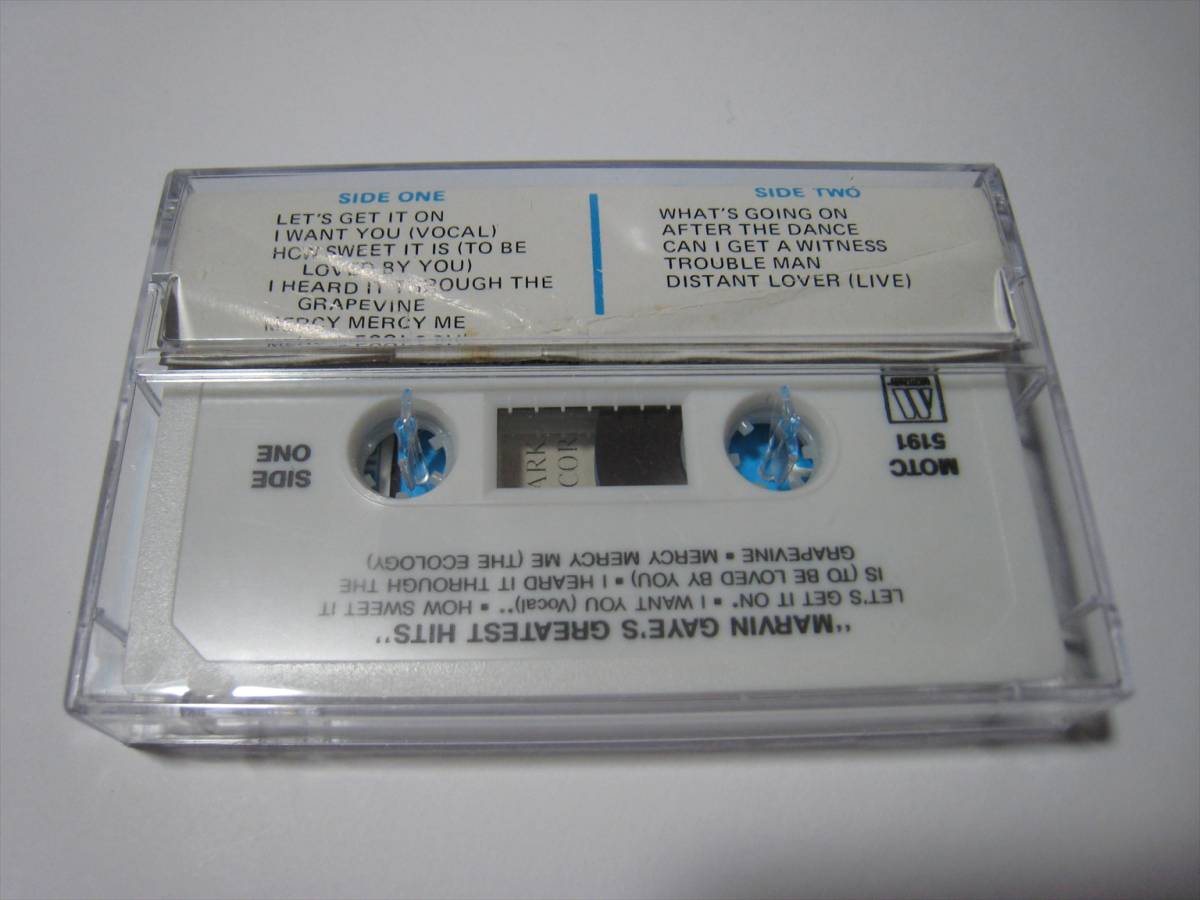 SIDE ONE
LET'S GET IT ON
I WANT YOU (VOCAL)
HOW SWEET IT IS (TO BE
LOVED BY YOU)
I HEARD IT THROUGH THE
GRAPEVINE
MERCY MERCY ME
SIDE TWO
WHAT'S GOING ON
AFTER THE DANCE
CAN I GET A WITNESS
TROUBLE MAN
DISTANT LOVER (LIVE)
"MARVIN GAYE'S GREATEST HITS"
LET'S GET IT ON* ▪ I WANT YOU (Vocal)** ▪ HOW SWEET IT
IS (TO BE LOVED BY YOU) ▪ I HEARD IT THROUGH THE
GRAPEVINE ▪ MERCY MERCY ME (THE ECOLOGY)
MOTC
5191
SIDE
ONE
ARK
COR